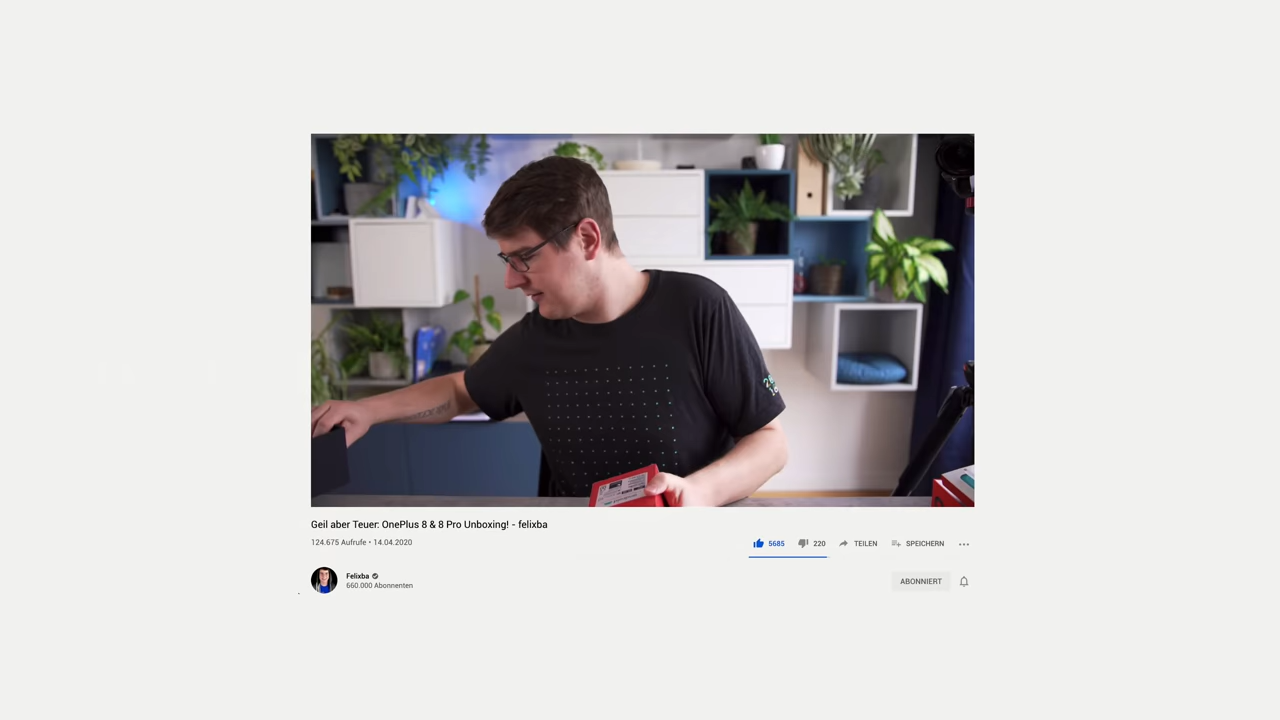 Geil aber Teuer: OnePlus 8 & 8 Pro Unboxing! - felixba
124.675 Aufrufe • 14.04.2020
5685 220 TEILEN SPEICHERN
Felixba
660.000 Abonnenten
ABONNIERT